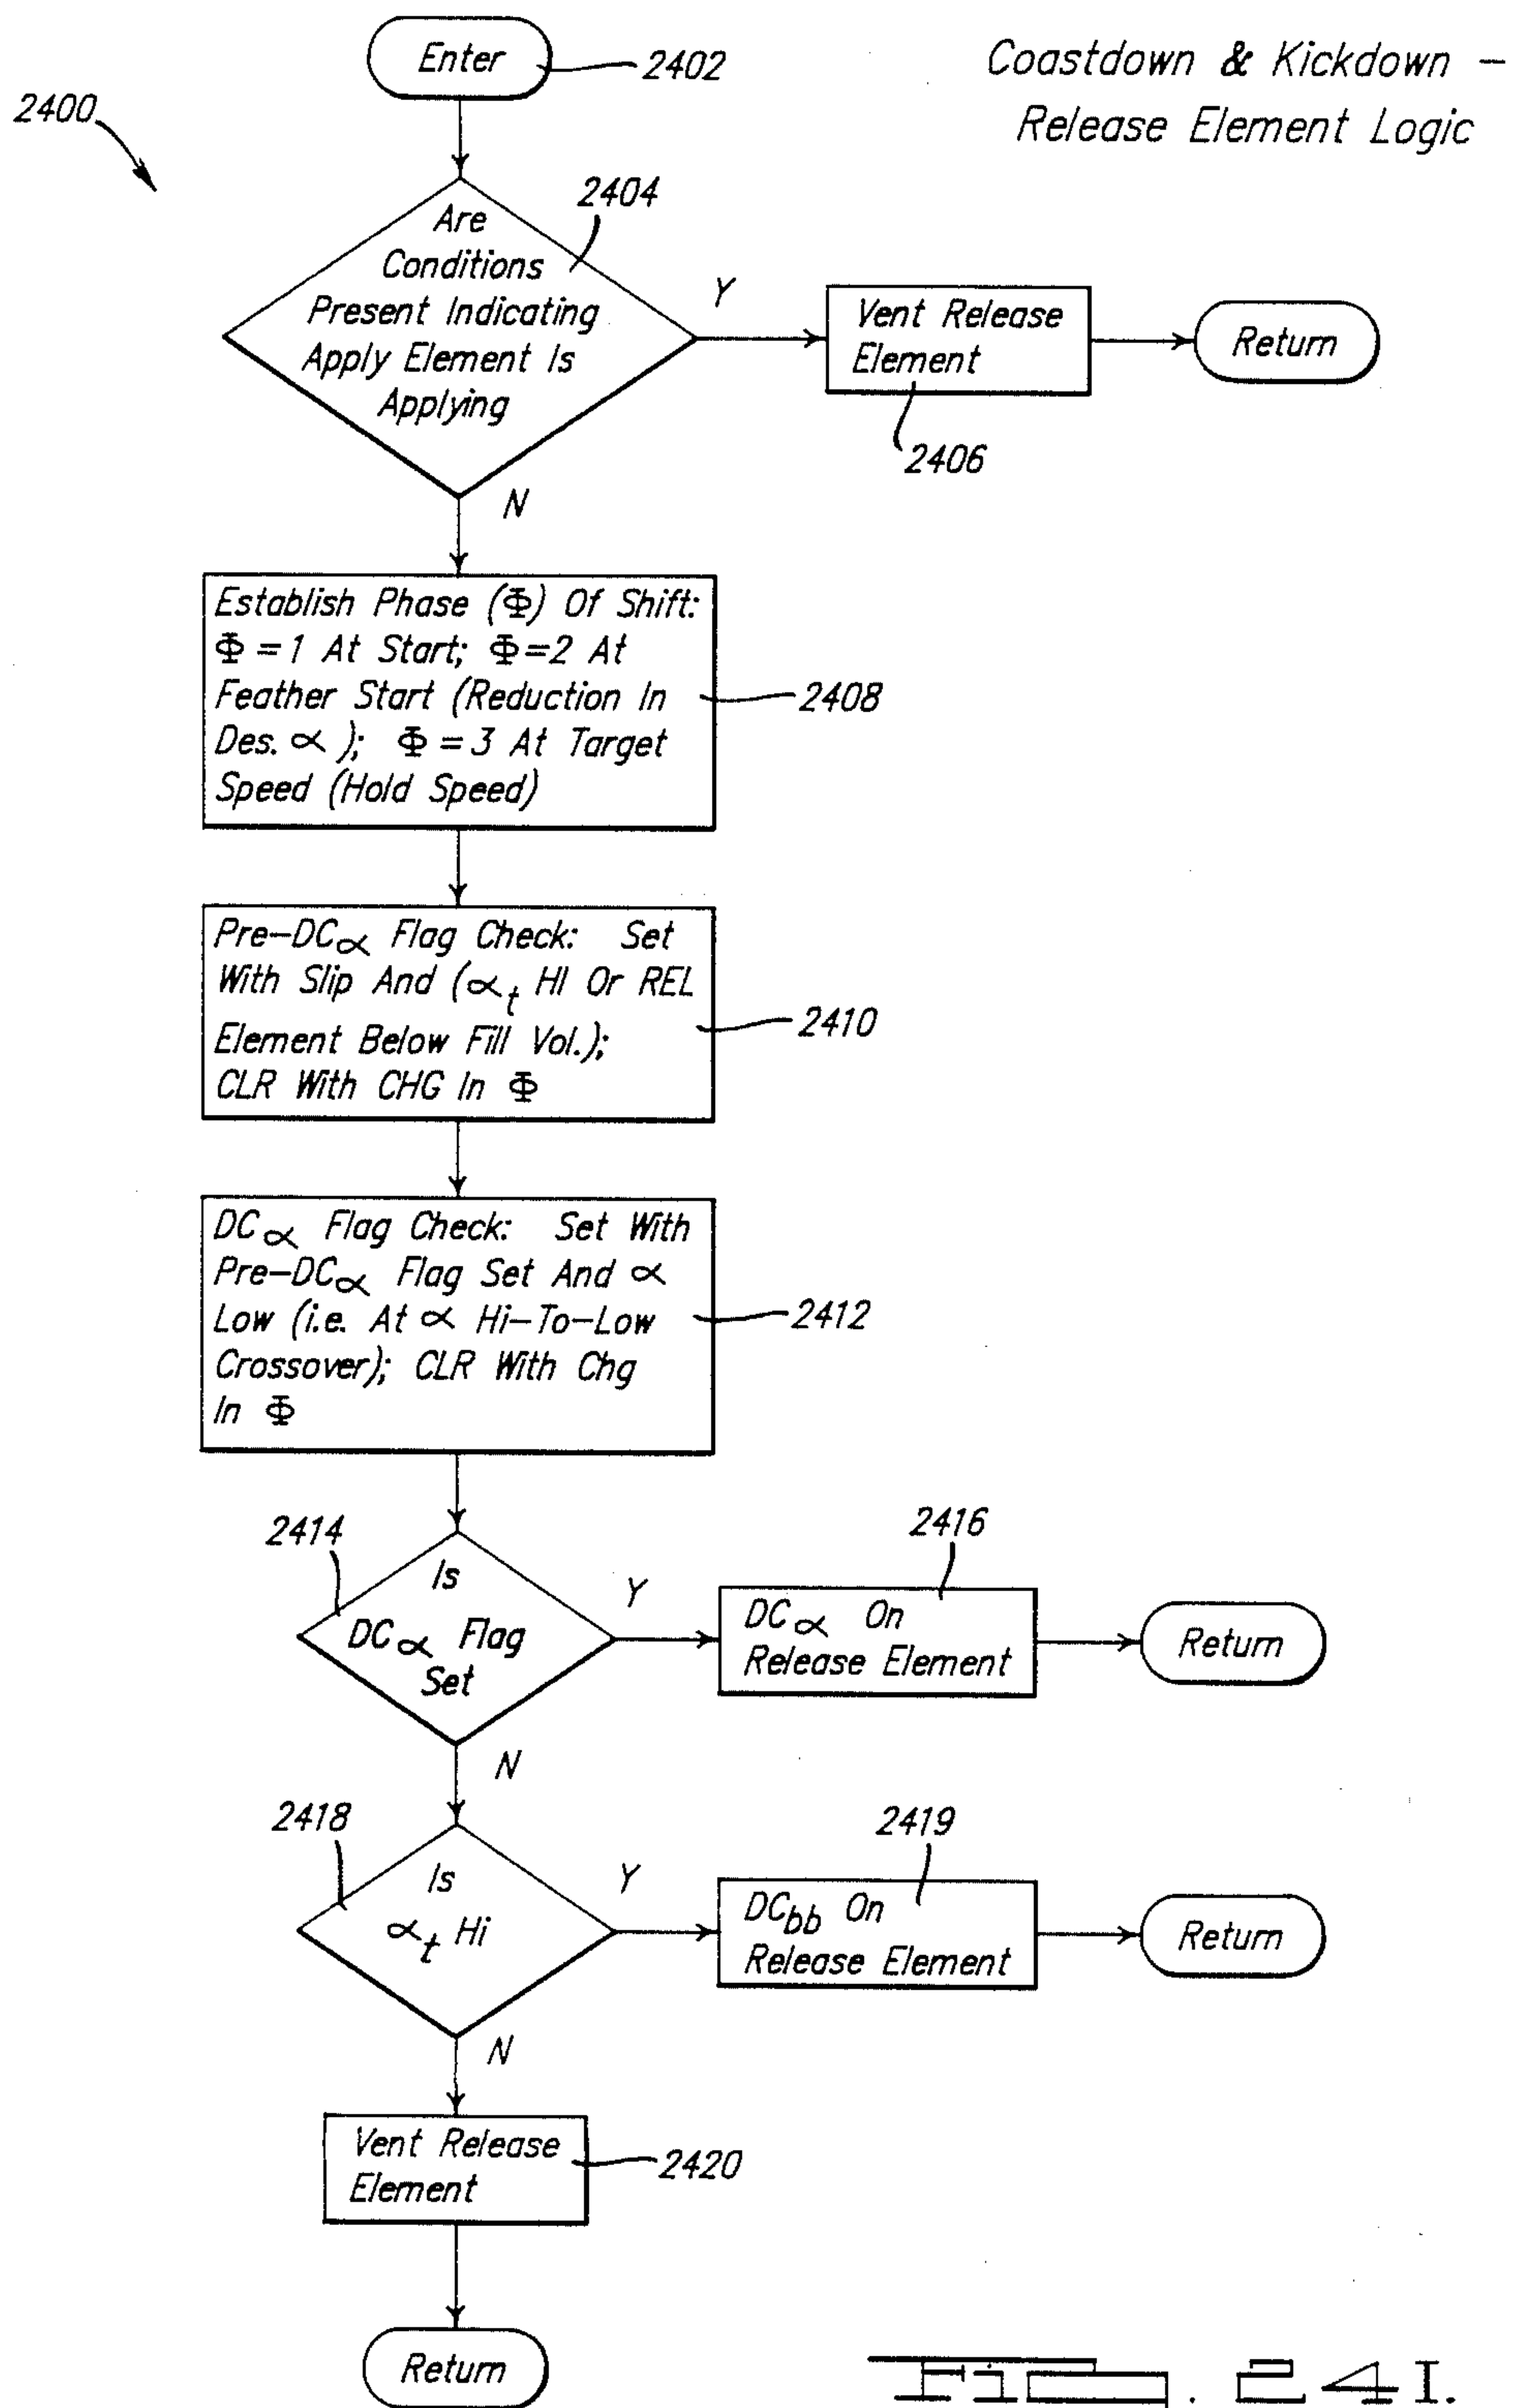 Enter
2402
Coastdown & Kickdown –
Release Element Logic
2400
2404
Are
Conditions
Present Indicating
Apply Element Is
Applying
Y
Vent Release
Element
Return
2406
N
Establish Phase (Φ) Of Shift:
Φ = 1 At Start; Φ=2 At
Feather Start (Reduction In
Des. ∝ ); Φ = 3 At Target
Speed (Hold Speed)
2408
Pre–DC∝ Flag Check: Set
With Slip And (∝t HI Or REL
Element Below Fill Vol.);
CLR With CHG In Φ
2410
DC∝ Flag Check: Set With
Pre–DC∝ Flag Set And ∝
Low (i.e. At ∝ Hi–To–Low
Crossover); CLR With Chg
In Φ
2412
2414
Is
DC∝ Flag
Set
Y
2416
DC∝ On
Release Element
Return
N
2418
Is
∝t Hi
Y
2419
DCbb On
Release Element
Return
N
Vent Release
Element
2420
Return
FIG. 24I.